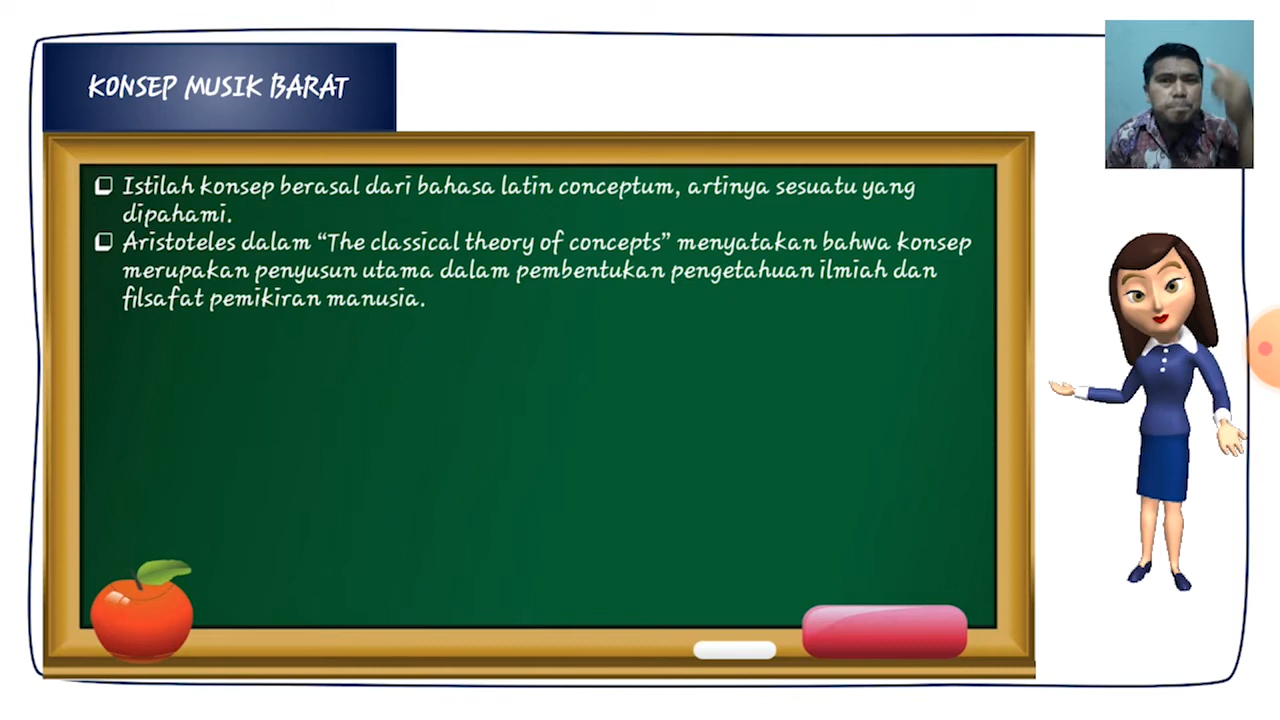 KONSEP MUSIK BARAT
Istilah konsep berasal dari bahasa latin conceptum, artinya sesuatu yang
dipahami.
Aristoteles dalam “The classical theory of concepts” menyatakan bahwa konsep
merupakan penyusun utama dalam pembentukan pengetahuan ilmiah dan
filsafat pemikiran manusia.